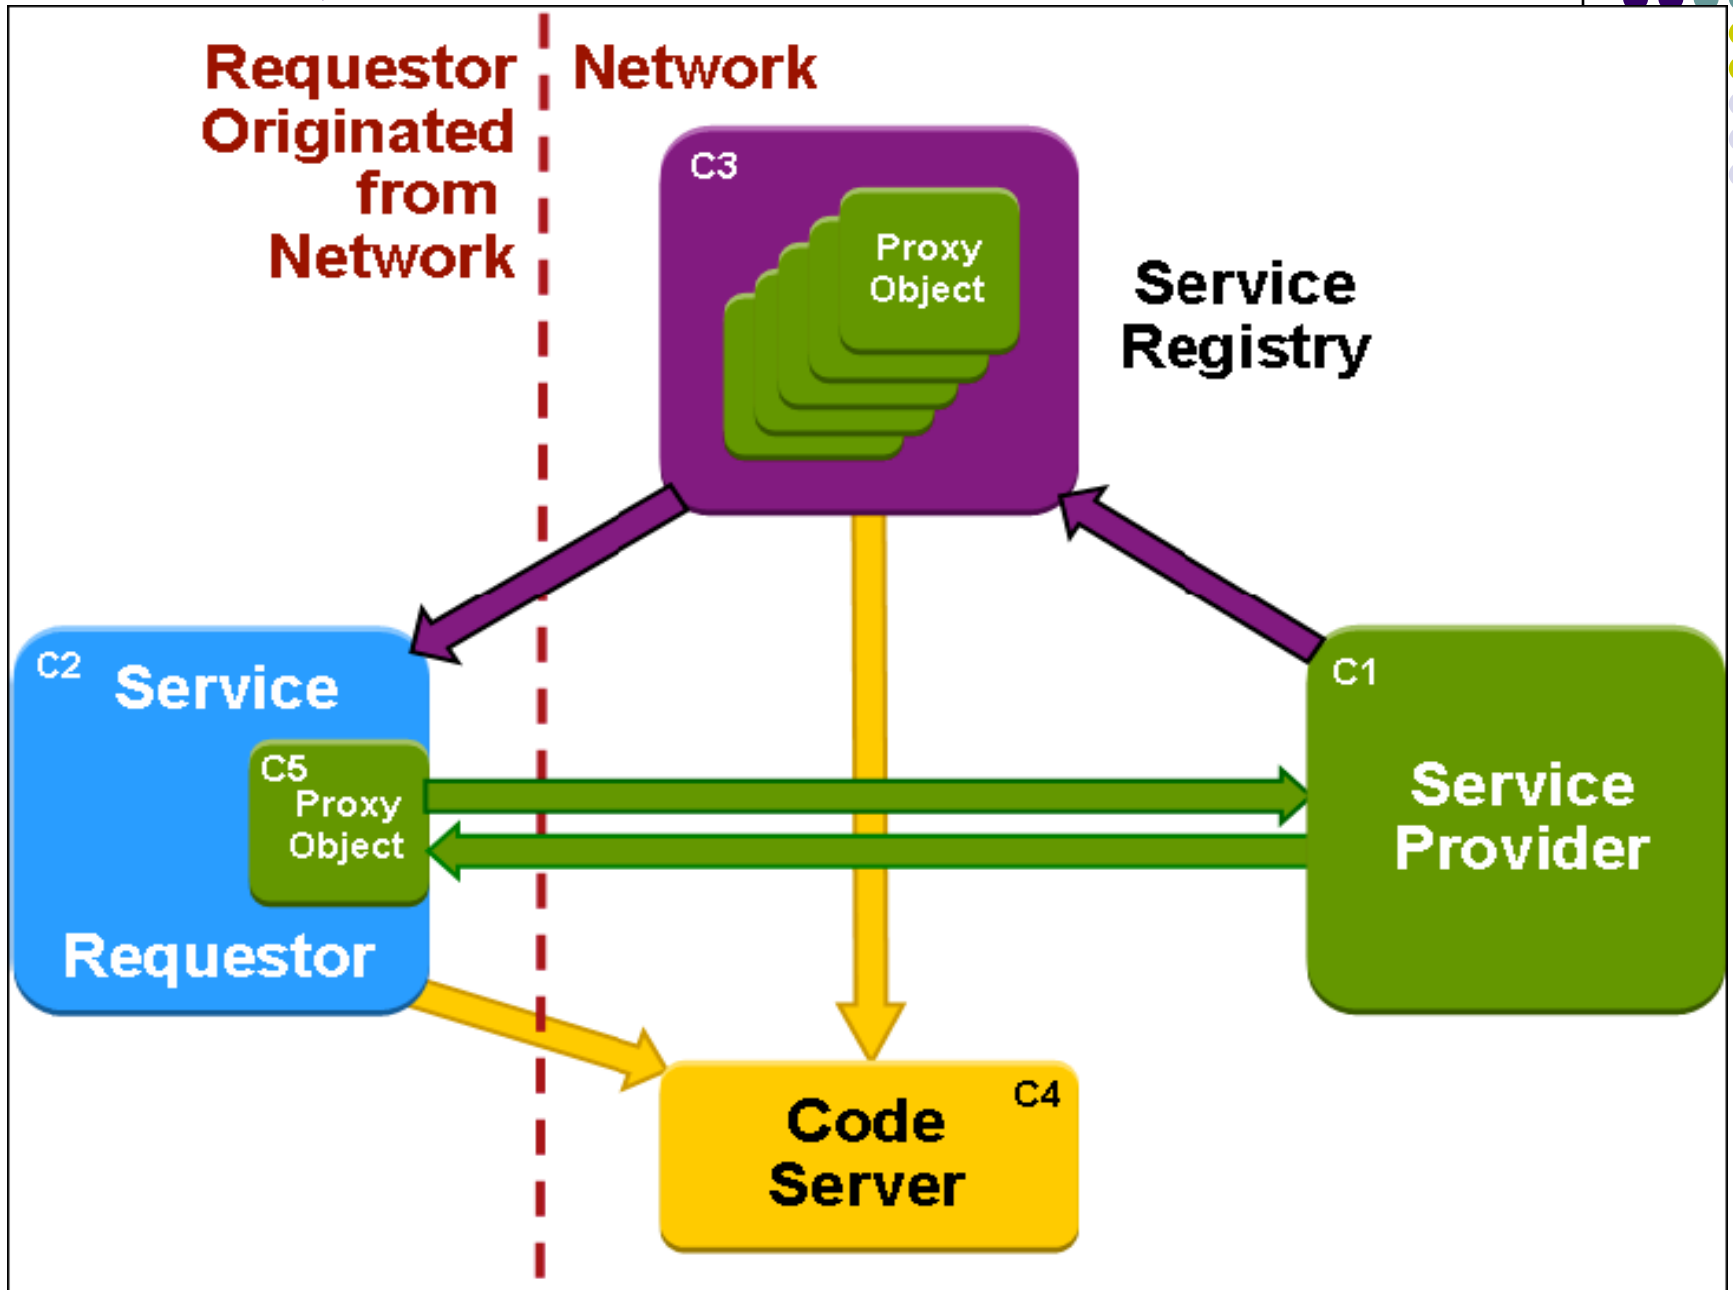 Requestor
Originated
from
Network
Network
C3
Proxy
Object
Service
Registry
C2
Service
C5
Proxy
Object
Requestor
C1
Service
Provider
C4
Code
Server